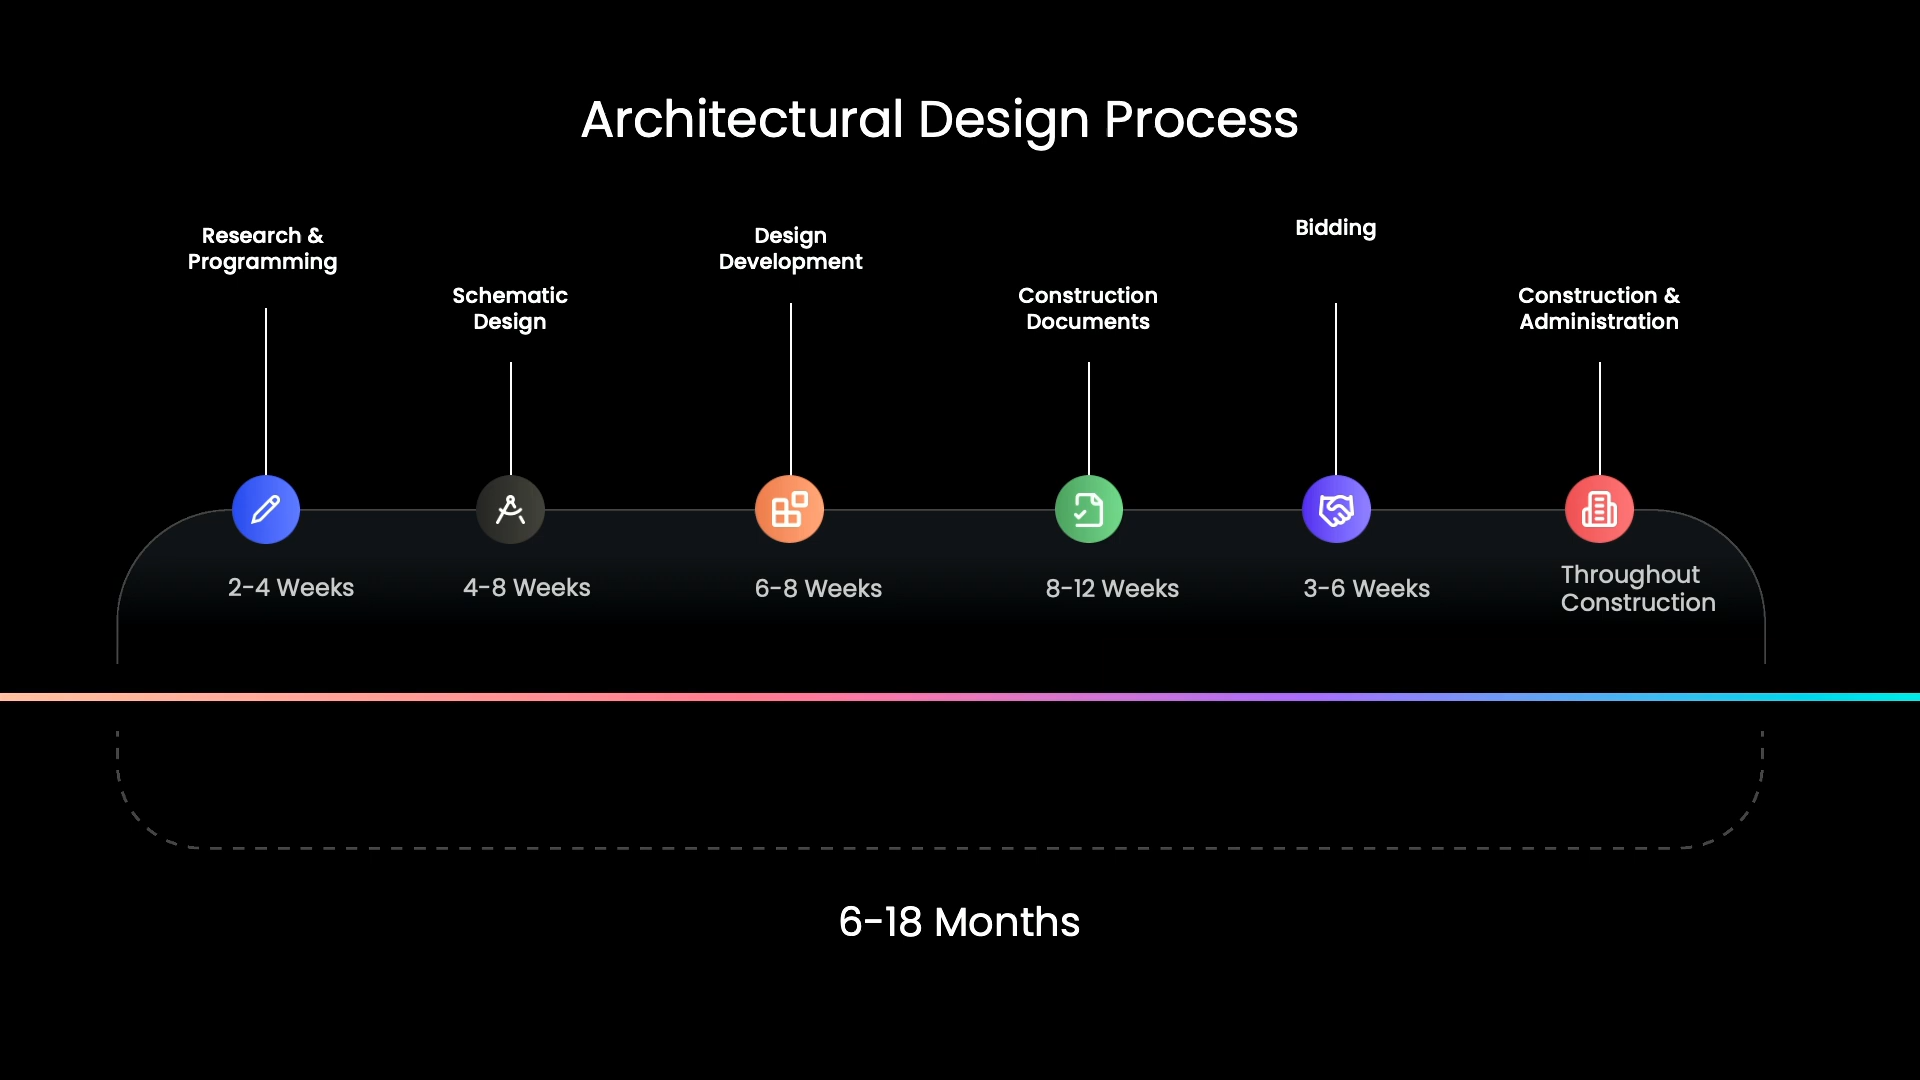 Architectural Design Process
Research &
Programming
Schematic
Design
Design
Development
Construction
Documents
Bidding
Construction &
Administration
2-4 Weeks
4-8 Weeks
6-8 Weeks
8-12 Weeks
3-6 Weeks
Throughout
Construction
6-18 Months